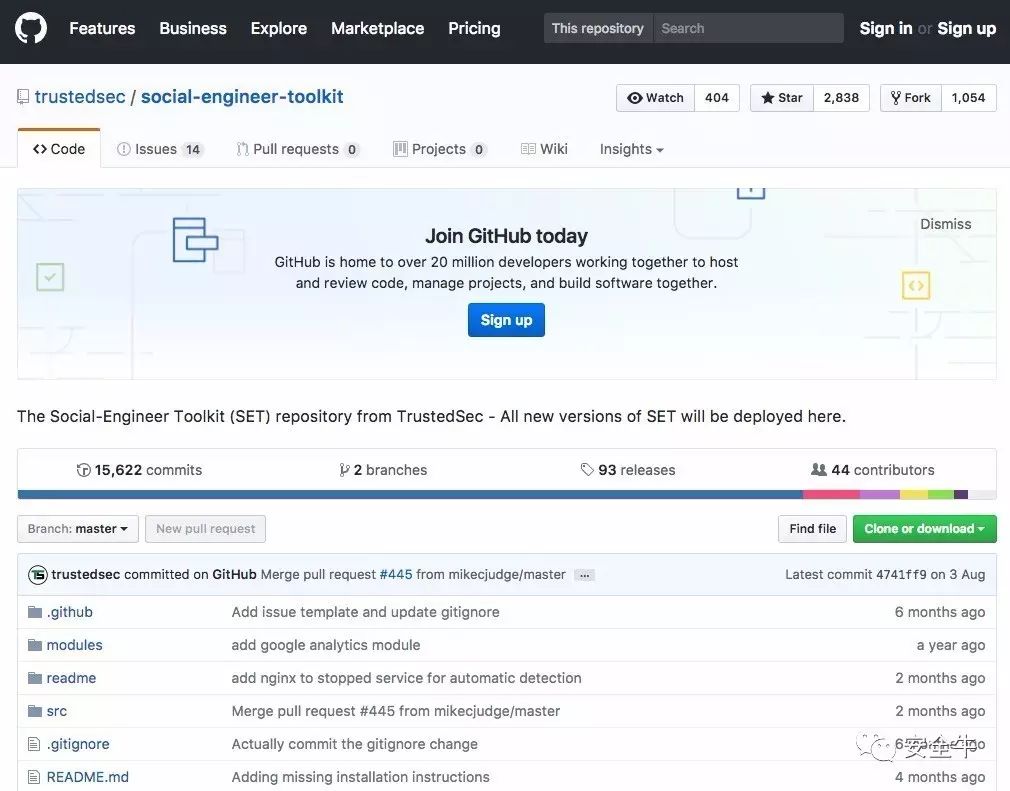 Features Business Explore Marketplace Pricing This repository Search Sign in or Sign up
trustedsec / social-engineer-toolkit Watch 404 Star 2,838 Fork 1,054
Code Issues 14 Pull requests 0 Projects 0 Wiki Insights
Dismiss
Join GitHub today
GitHub is home to over 20 million developers working together to host
and review code, manage projects, and build software together.
Sign up
The Social-Engineer Toolkit (SET) repository from TrustedSec - All new versions of SET will be deployed here.
15,622 commits 2 branches 93 releases 44 contributors
Branch: master New pull request Find file Clone or download
TS trustedsec committed on GitHub Merge pull request #445 from mikecjudge/master ... Latest commit 4741ff9 on 3 Aug
.github Add issue template and update gitignore 6 months ago
modules add google analytics module a year ago
readme add nginx to stopped service for automatic detection 2 months ago
src Merge pull request #445 from mikecjudge/master 2 months ago
.gitignore Actually commit the gitignore change 6 ago
安全牛
README.md Adding missing installation instructions 4 months ago